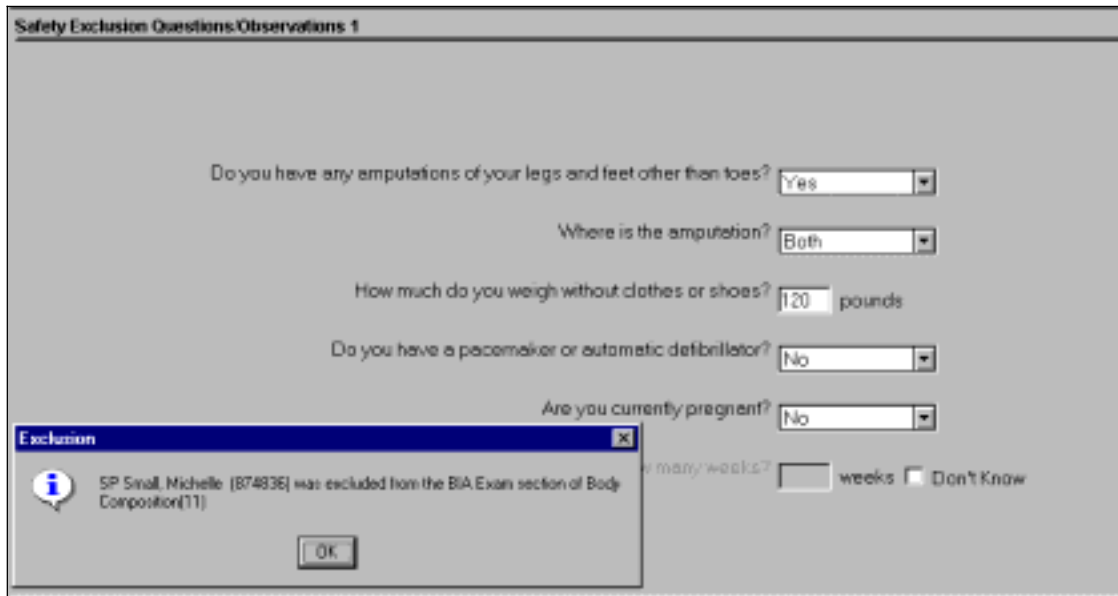 Safety Exclusion Questions/Observations 1
Do you have any amputations of your legs and feet other than toes? Yes
Where is the amputation? Both
How much do you weigh without clothes or shoes? 120 pounds
Do you have a pacemaker or automatic defibrillator? No
Are you currently pregnant? No
many weeks? weeks Don't Know
Exclusion
SP Small, Michelle (874836) was excluded from the BIA Exam section of Body
Composition(11)
OK